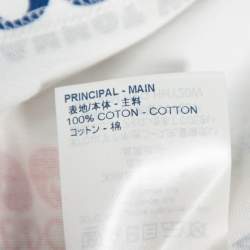 PRINCIPAL - MAIN
表地/本体 - 主料
100% COTON - COTTON
コットン - 棉